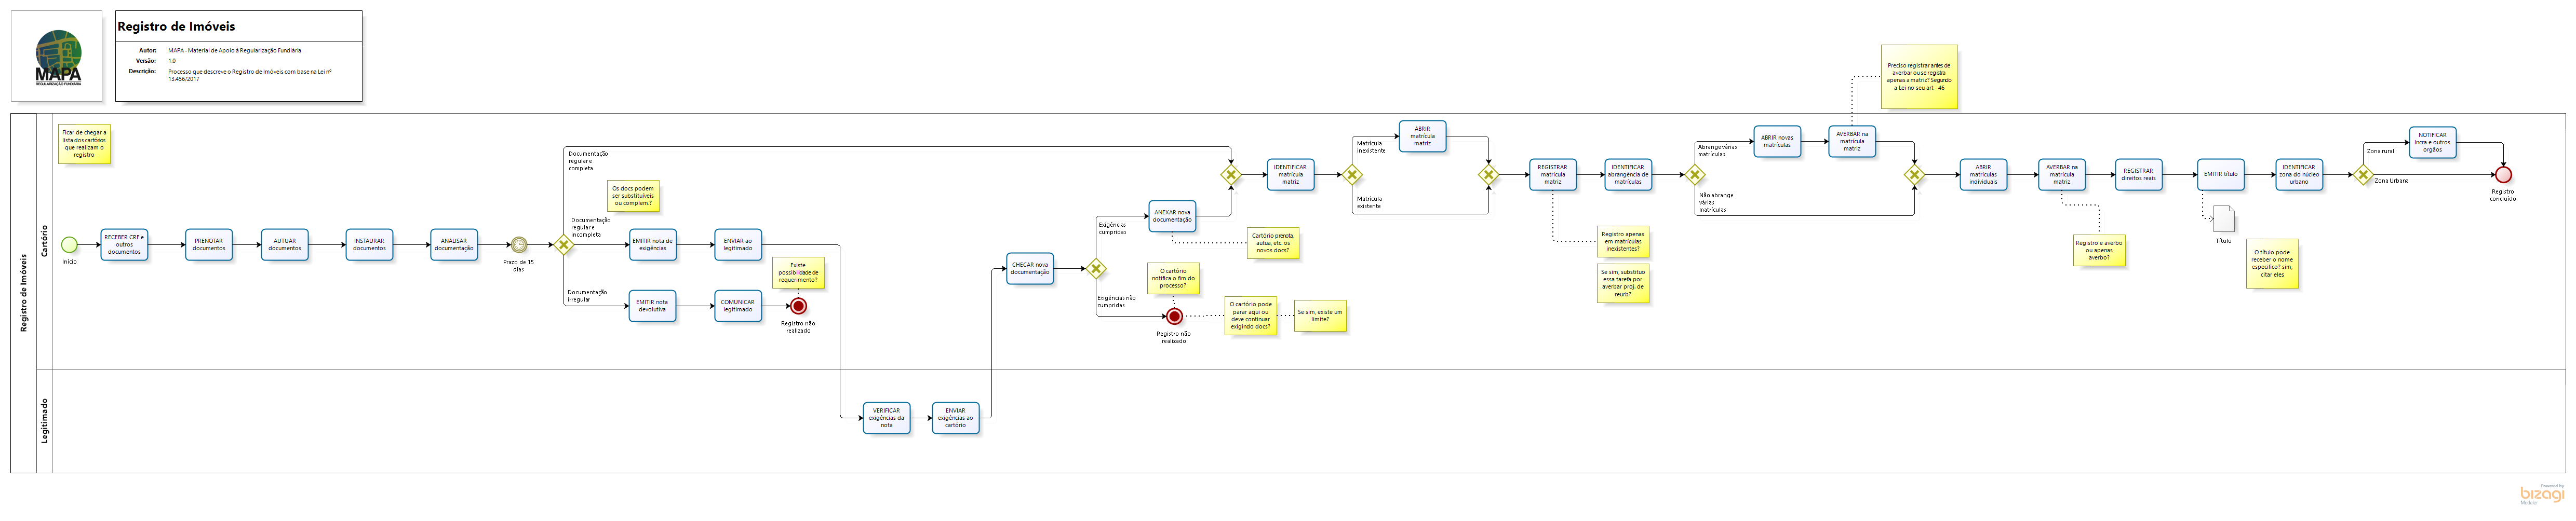 MAPA
REGULARIZAÇÃO FUNDIÁRIA
Registro de Imóveis
Autor: MAPA - Material de Apoio à Regularização Fundiária
Versão: 1.0
Descrição: Processo que descreve o Registro de Imóveis com base na Lei nº
13.456/2017
Registro de Imóveis
Cartório
Legitimado
Ficar de chegar a
lista dos cartórios
que realizam o
registro
Início
RECEBER CRF e
outros
documentos
PRENOTAR
documentos
AUTUAR
documentos
INSTAURAR
documentos
ANALISAR
documentação
Prazo de 15
dias
Documentação
regular e
completa
Os docs podem
ser substituíveis
ou complem.?
Documentação
regular e
incompleta
EMITIR nota de
exigências
ENVIAR ao
legitimado
Documentação
irregular
EMITIR nota
devolutiva
COMUNICAR
legitimado
Existe
possibilidade de
requerimento?
Registro não
realizado
VERIFICAR
exigências da
nota
ENVIAR
exigências ao
cartório
CHECAR nova
documentação
Exigências
cumpridas
Exigências não
cumpridas
ANEXAR nova
documentação
Cartório prenota,
autua, etc. os
novos docs?
O cartório
notifica o fim do
processo?
Registro não
realizado
O cartório pode
parar aqui ou
deve continuar
exigindo docs?
Se sim, existe um
limite?
IDENTIFICAR
matrícula
matriz
Matrícula
inexistente
Matrícula
existente
ABRIR
matrícula
matriz
REGISTRAR
matrícula
matriz
Registro apenas
em matrículas
inexistentes?
Se sim, substituo
essa tarefa por
averbar proj. de
reurb?
IDENTIFICAR
abrangência de
matrículas
Abrange várias
matrículas
Não abrange
várias
matrículas
ABRIR novas
matrículas
AVERBAR na
matrícula
matriz
Preciso registrar antes de
averbar ou se registra
apenas a matriz? Segundo
a Lei no seu art 46
ABRIR
matrículas
individuais
AVERBAR na
matrícula
matriz
Registro e averbo
ou apenas
averbo?
REGISTRAR
direitos reais
EMITIR título
Título
O título pode
receber o nome
específico? sim,
citar eles
IDENTIFICAR
zona do núcleo
urbano
Zona rural
Zona Urbana
NOTIFICAR
Incra e outros
orgãos
Registro
concluído
Powered by
bizagi
Modeler